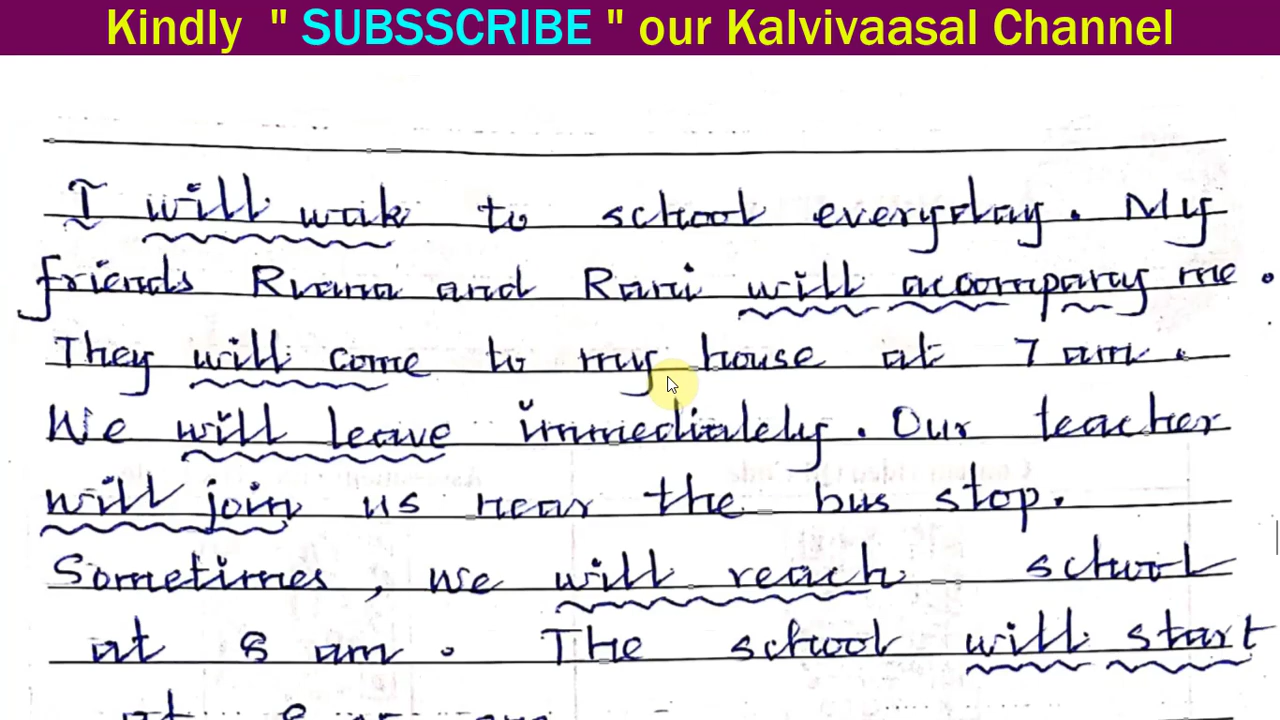 Kindly " SUBSSCRIBE " our Kalvivaasal Channel
I will walk to school everyday. My
friends Rvana and Rani will accompany me.
They will come to my house at 7 am.
We will leave immediately. Our teacher
will join us near the bus stop.
Sometimes, we will reach school
at 8 am. The school will start
at